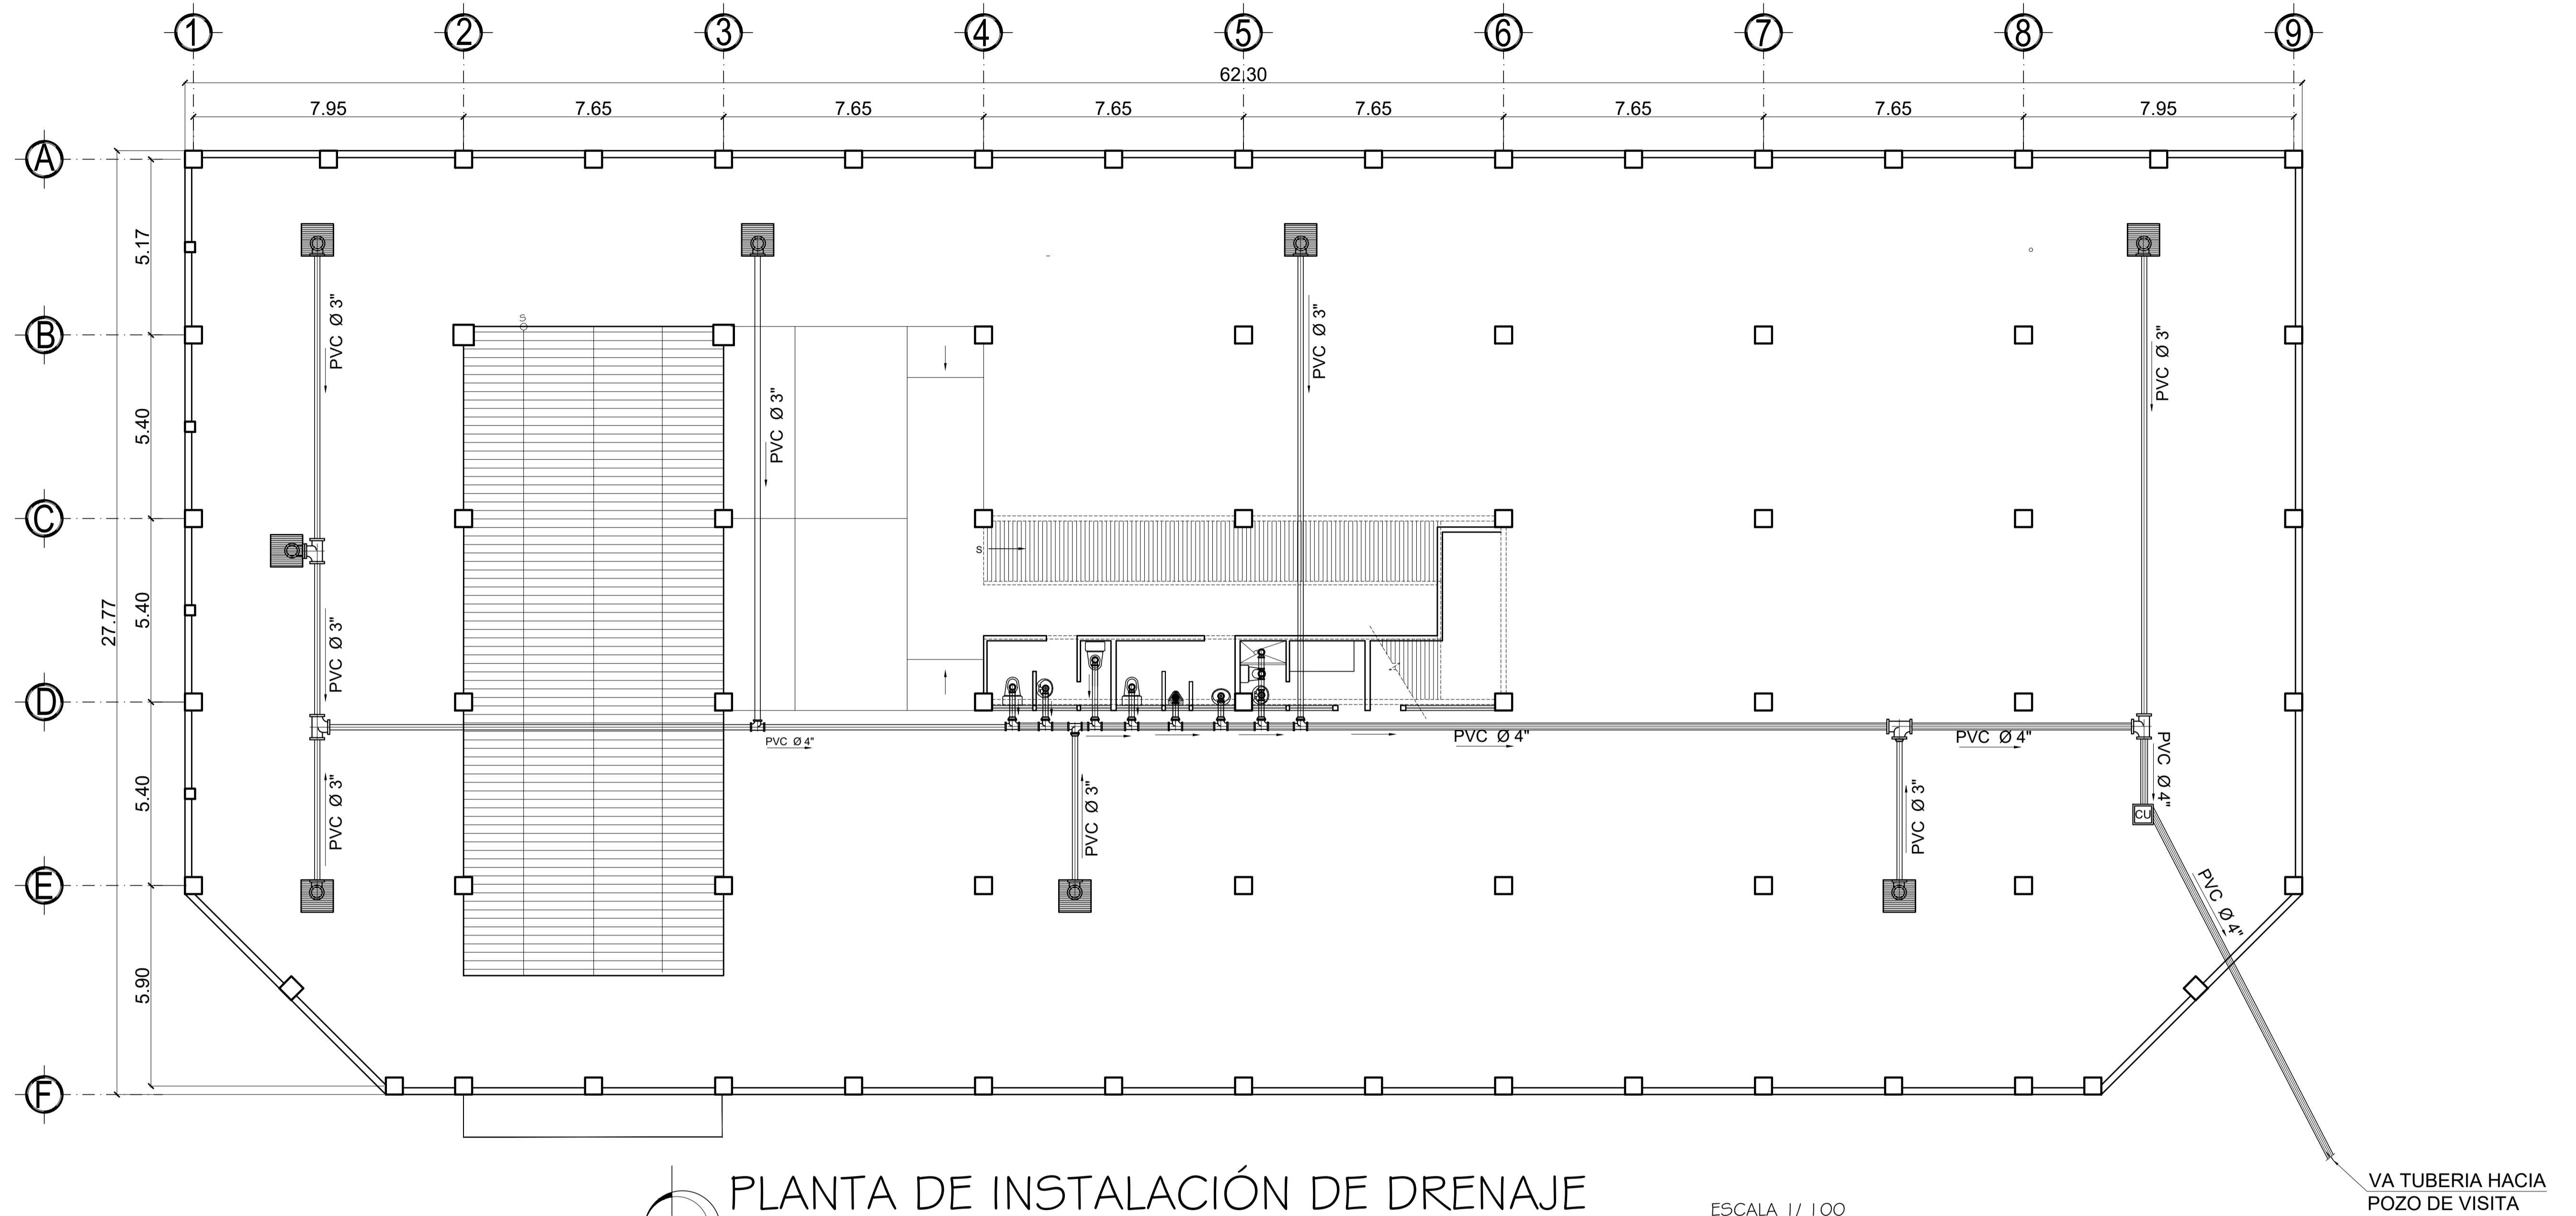 1 2 3 4 5 6 7 8 9
62.30
7.95 7.65 7.65 7.65 7.65 7.65 7.65 7.95
A
B
C
D
E
F
5.17
5.40
5.40
5.40
5.90
27.77
PVC Ø 3"
PVC Ø 3"
PVC Ø 3"
PVC Ø 3"
S
PVC Ø 3"
S
PVC Ø 3"
PVC Ø 4"
PVC Ø 4"
PVC Ø 4"
PVC Ø 4"
PVC Ø 3"
PVC Ø 3"
PVC Ø 3"
CU
PVC Ø 4"
PLANTA DE INSTALACIÓN DE DRENAJE
ESCALA 1/ 100
VA TUBERIA HACIA
POZO DE VISITA